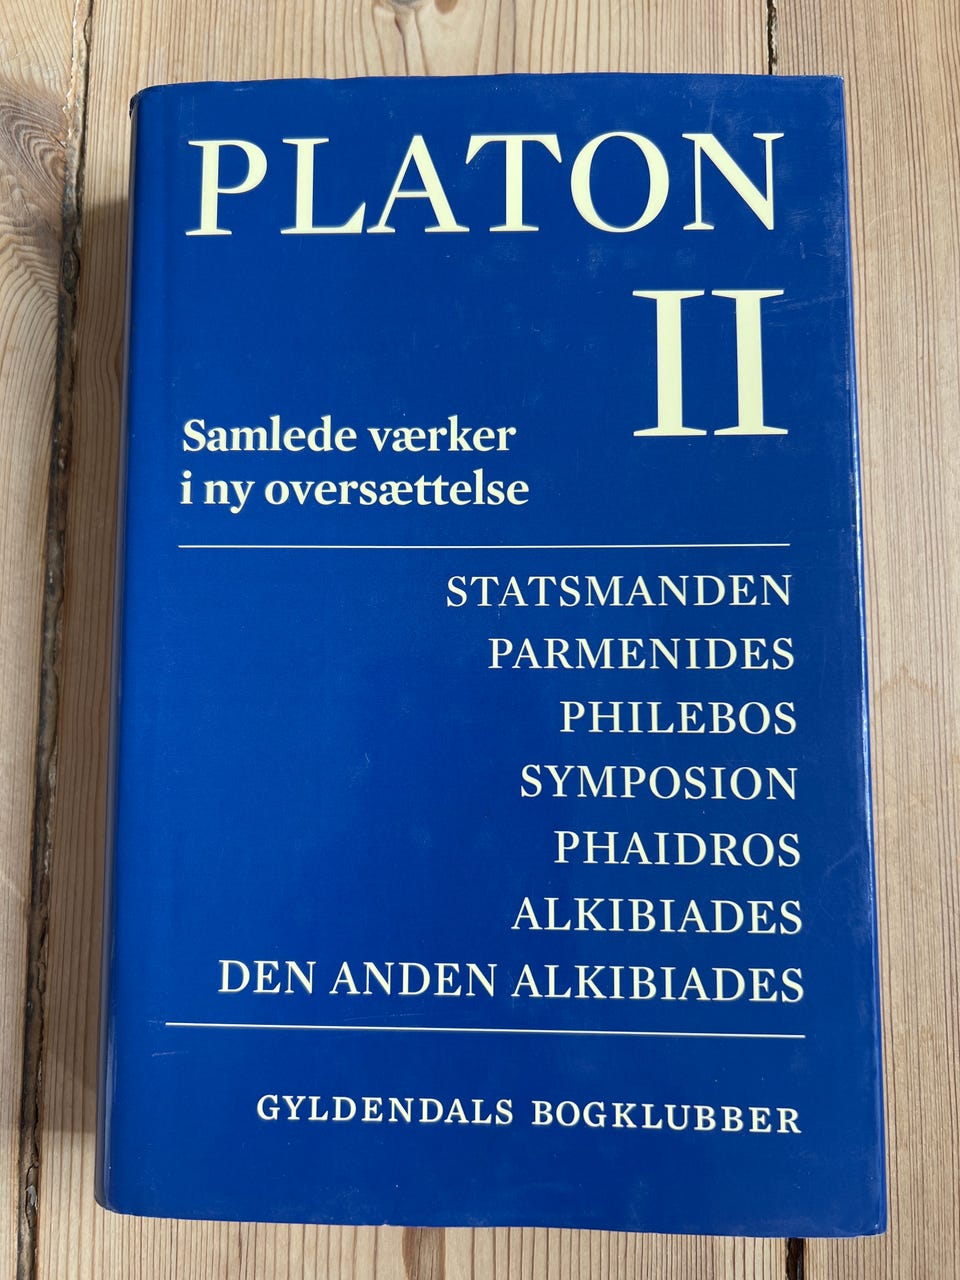 PLATON
II
Samlede værker
i ny oversættelse
STATSMANDEN
PARMENIDES
PHILEBOS
SYMPOSION
PHAIDROS
ALKIBIADES
DEN ANDEN ALKIBIADES
GYLDENDALS BOGKLUBBER